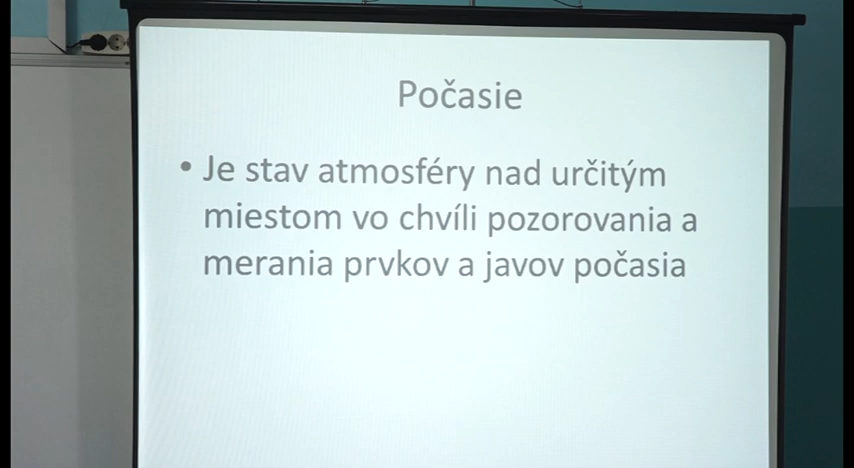 Počasie
• Je stav atmosféry nad určitým
miestom vo chvíli pozorovania a
merania prvkov a javov počasia